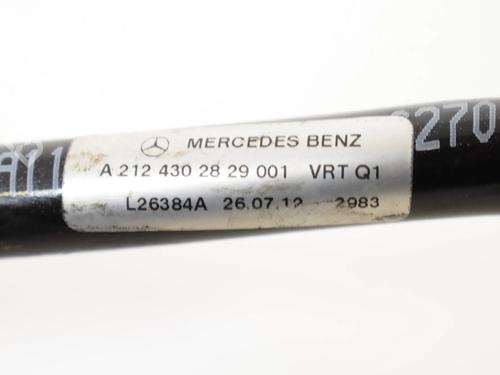 MERCEDES BENZ
A 212 430 28 29 001 VRT Q1
L26384A 26.07.12 2983